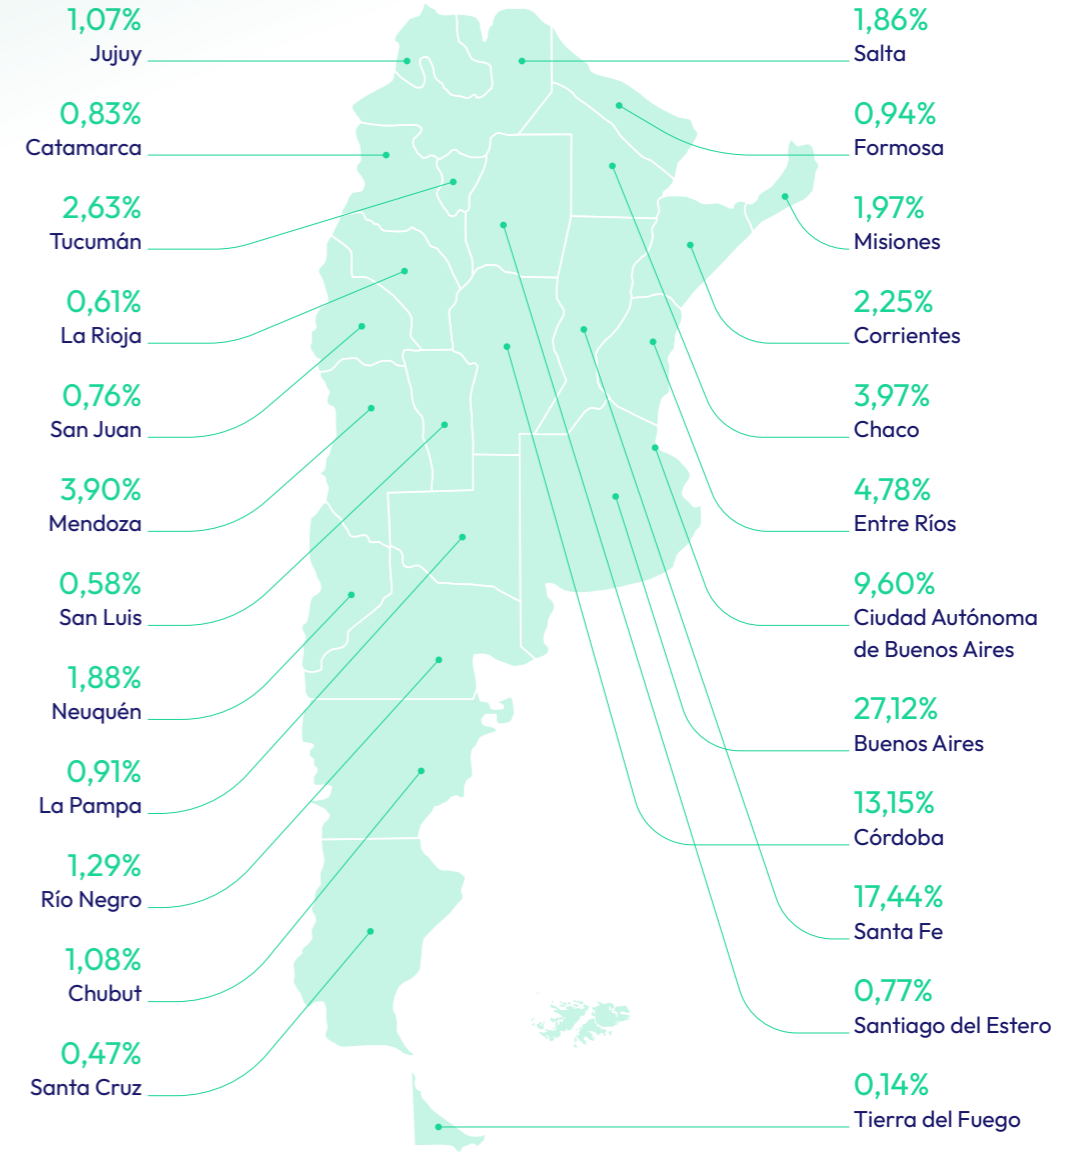 1,07%
Jujuy
0,83%
Catamarca
2,63%
Tucumán
0,61%
La Rioja
0,76%
San Juan
3,90%
Mendoza
0,58%
San Luis
1,88%
Neuquén
0,91%
La Pampa
1,29%
Río Negro
1,08%
Chubut
0,47%
Santa Cruz
1,86%
Salta
0,94%
Formosa
1,97%
Misiones
2,25%
Corrientes
3,97%
Chaco
4,78%
Entre Ríos
9,60%
Ciudad Autónoma
de Buenos Aires
27,12%
Buenos Aires
13,15%
Córdoba
17,44%
Santa Fe
0,77%
Santiago del Estero
0,14%
Tierra del Fuego